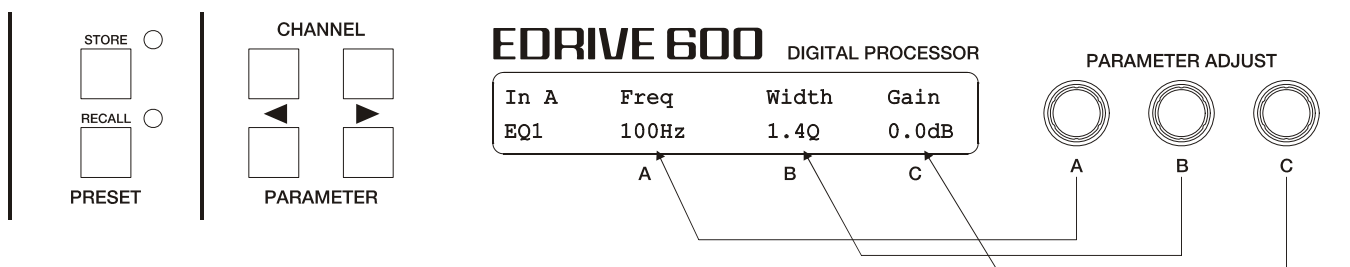 STORE
RECALL
PRESET
CHANNEL
PARAMETER
EDRIVE 600 DIGITAL PROCESSOR
In A Freq Width Gain
EQ1 100Hz 1.4Q 0.0dB
A B C
PARAMETER ADJUST
A B C